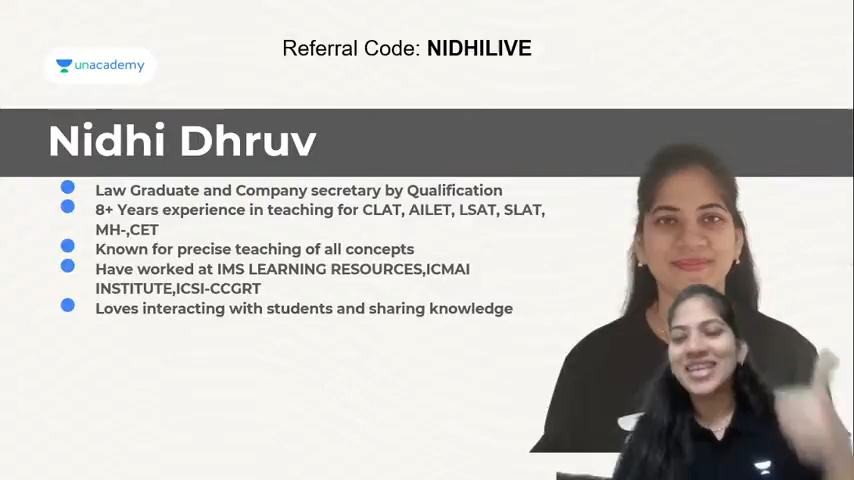 Referral Code: NIDHILIVE
unacademy
Nidhi Dhruv
Law Graduate and Company secretary by Qualification
8+ Years experience in teaching for CLAT, AILET, LSAT, SLAT,
MH-,CET
Known for precise teaching of all concepts
Have worked at IMS LEARNING RESOURCES,ICMAI
INSTITUTE,ICSI-CCGRT
Loves interacting with students and sharing knowledge